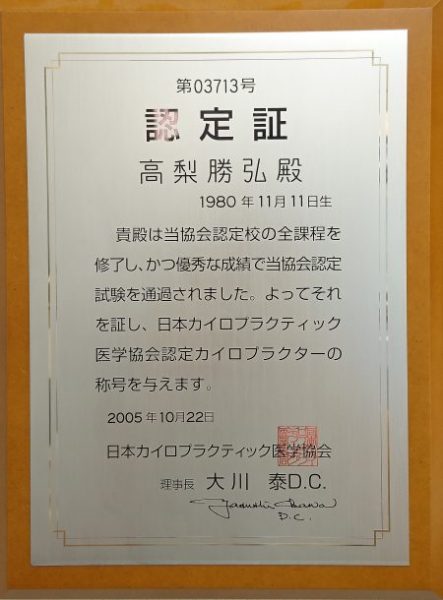 第03713号
認定証
高梨勝弘殿
1980年11月11日生
貴殿は当協会認定校の全課程を
修了し、かつ優秀な成績で当協会認定
試験を通過されました。よってそれ
を証し、日本カイロプラクティック
医学協会認定カイロプラクターの
称号を与えます。
2005年10月22日
日本カイロプラクティック医学協会
理事長 大川 泰D.C.
D.C.